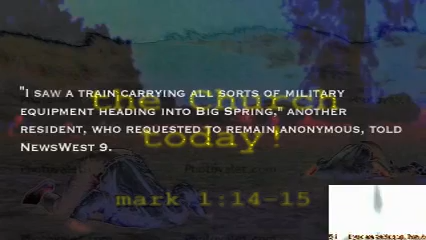 "I saw a train carrying all sorts of military
the Church
equipment heading into Big Spring," another
today!
resident, who requested to remain anonymous, told
NewsWest 9.
mark 1:14-15